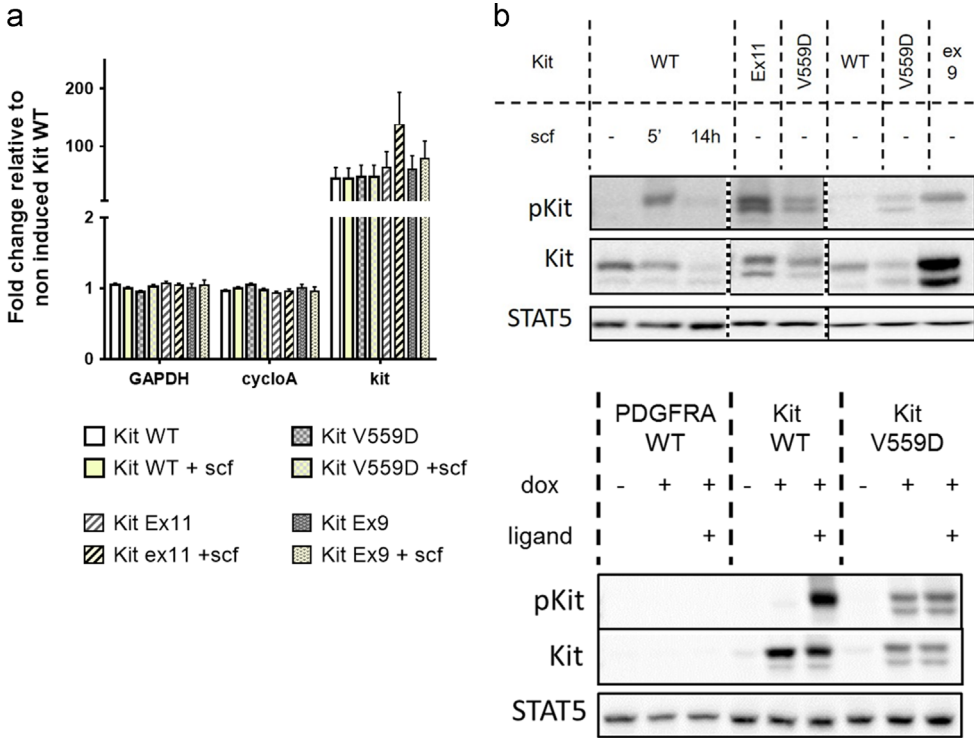 a
Fold change relative to
non induced Kit WT
200
100
2
1
0
GAPDH cycloA kit
Kit WT Kit V559D
Kit WT + scf Kit V559D +scf
Kit Ex11 Kit Ex9
Kit ex11 +scf Kit Ex9 + scf
b
Kit WT Ex11 V559D WT V559D ex 9
scf - 5' 14h - - - - -
pKit
Kit
STAT5
PDGFRA WT Kit WT Kit V559D
dox - + + - + + - + +
ligand + + +
pKit
Kit
STAT5